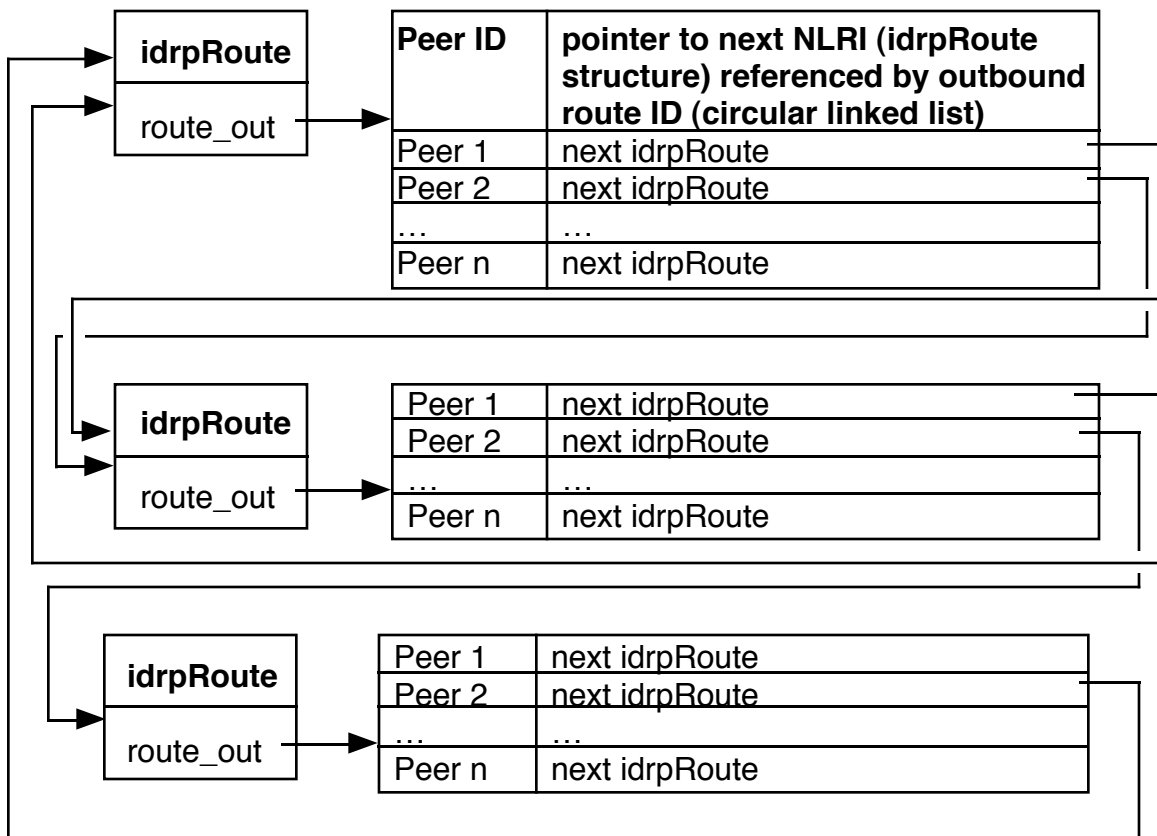 idrpRoute
route_out
Peer ID
pointer to next NLRI (idrpRoute
structure) referenced by outbound
route ID (circular linked list)
Peer 1 next idrpRoute
Peer 2 next idrpRoute
… …
Peer n next idrpRoute
idrpRoute
route_out
Peer 1 next idrpRoute
Peer 2 next idrpRoute
… …
Peer n next idrpRoute
idrpRoute
route_out
Peer 1 next idrpRoute
Peer 2 next idrpRoute
… …
Peer n next idrpRoute